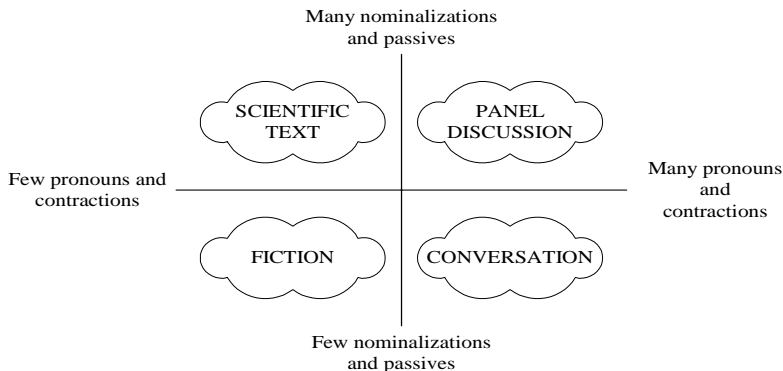 Many nominalizations
and passives
SCIENTIFIC
TEXT
PANEL
DISCUSSION
Few pronouns and
contractions
Many pronouns
and
contractions
FICTION
CONVERSATION
Few nominalizations
and passives